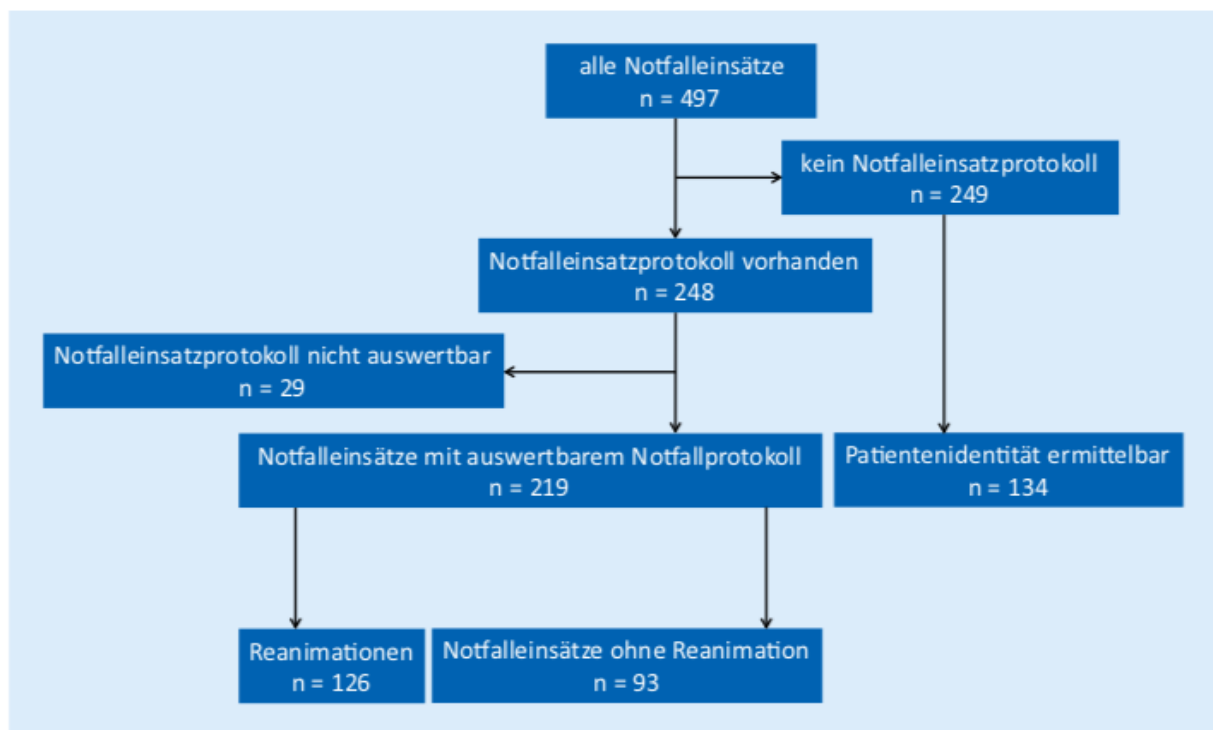 alle Notfalleinsätze
n = 497
kein Notfalleinsatzprotokoll
n = 249
Notfalleinsatzprotokoll vorhanden
n = 248
Notfalleinsatzprotokoll nicht auswertbar
n = 29
Notfalleinsätze mit auswertbarem Notfallprotokoll
n = 219
Patientenidentität ermittelbar
n = 134
Reanimationen
n = 126
Notfalleinsätze ohne Reanimation
n = 93